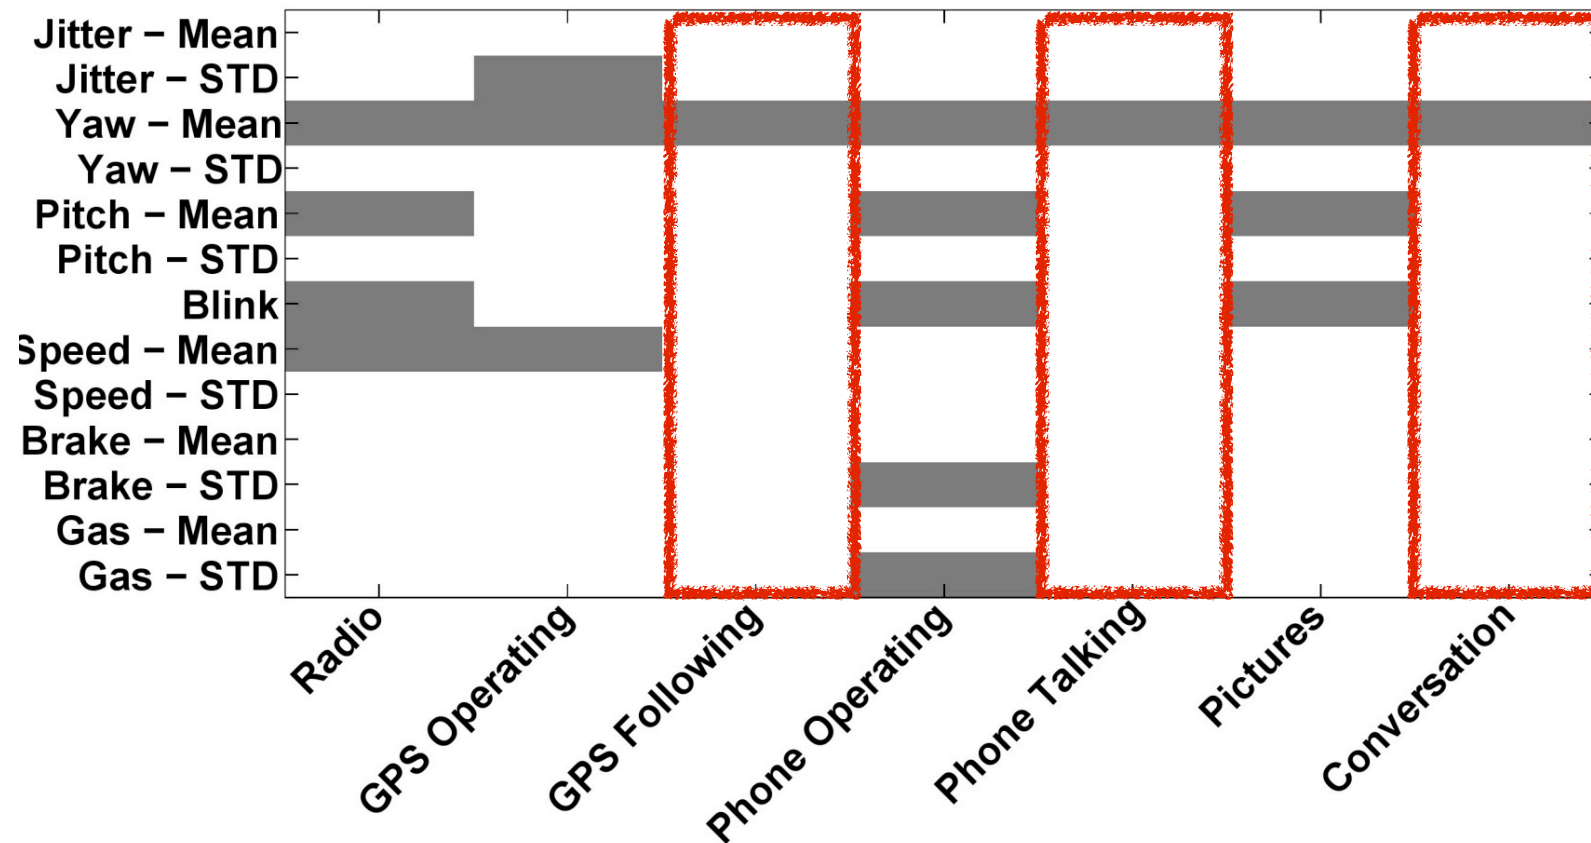 Jitter − Mean
Jitter − STD
Yaw − Mean
Yaw − STD
Pitch − Mean
Pitch − STD
Blink
Speed − Mean
Speed − STD
Brake − Mean
Brake − STD
Gas − Mean
Gas − STD
Radio
GPS Operating
GPS Following
Phone Operating
Phone Talking
Pictures
Conversation